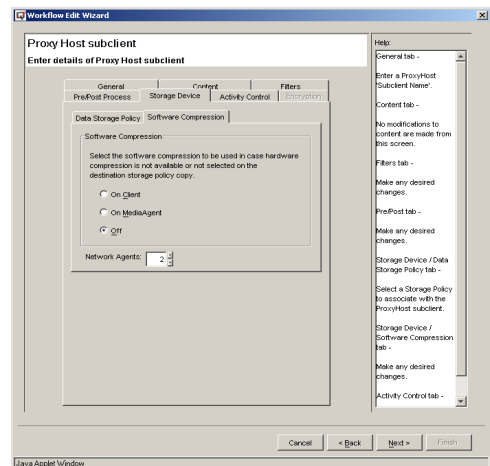 Workflow Edit Wizard
Proxy Host subclient
Enter details of Proxy Host subclient
General
Content
Filters
Pre/Post Process
Storage Device
Activity Control
Encryption
Data Storage Policy
Software Compression
Software Compression
Select the software compression to be used in case hardware
compression is not available or not selected on the
destination storage policy copy.
On Client
On MediaAgent
Off
Network Agents:
2
Help:
General tab -
Enter a ProxyHost
'Subclient Name'.
Content tab -
No modifications to
content are made from
this screen.
Filters tab -
Make any desired
changes.
Pre/Post tab -
Make any desired
changes.
Storage Device / Data
Storage Policy tab -
Select a Storage Policy
to associate with the
ProxyHost subclient.
Storage Device /
Software Compression
tab -
Make any desired
changes.
Activity Control tab -
Cancel
< Back
Next >
Finish
Java Applet Window